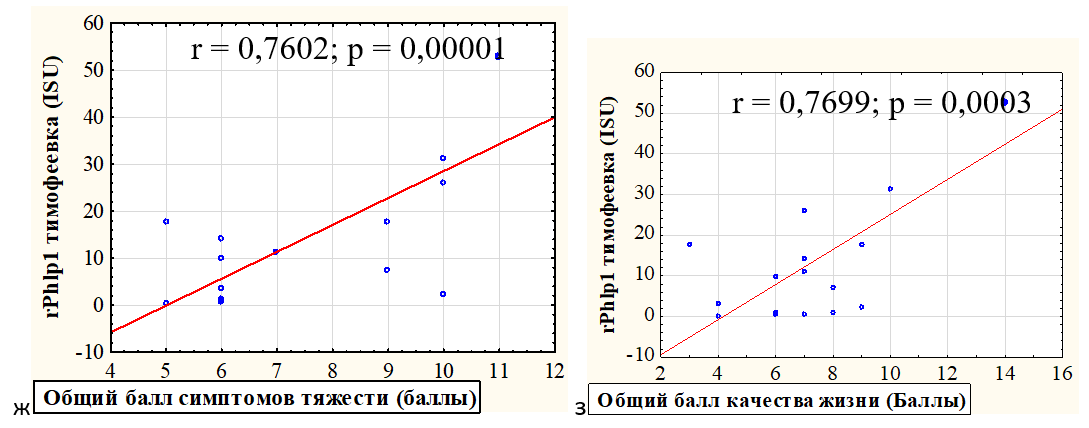 r = 0,7602; p = 0,00001
rPhlp1 тимофеевка (ISU)
60
50
40
30
20
10
0
-10
4 5 6 7 8 9 10 11 12
ж
Общий балл симптомов тяжести (баллы)
r = 0,7699; p = 0,0003
rPhlp1 тимофеевка (ISU)
60
50
40
30
20
10
0
-10
2 4 6 8 10 12 14 16
з
Общий балл качества жизни (Баллы)